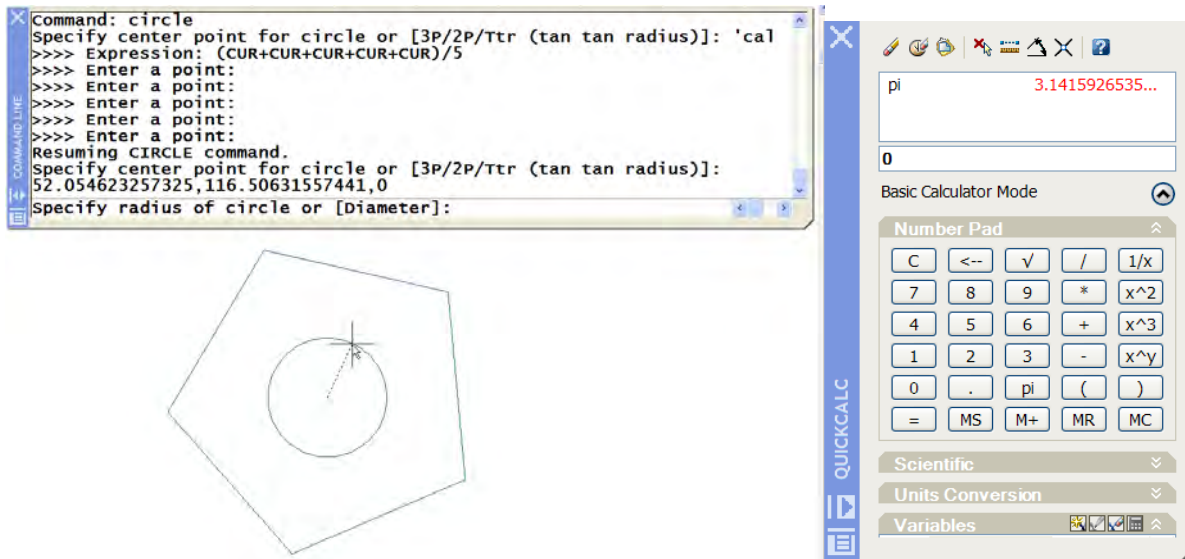 Command: circle
Specify center point for circle or [3P/2P/Ttr (tan tan radius)]: 'cal
>>>> Expression: (CUR+CUR+CUR+CUR+CUR)/5
>>>> Enter a point:
>>>> Enter a point:
>>>> Enter a point:
>>>> Enter a point:
>>>> Enter a point:
Resuming CIRCLE command.
Specify center point for circle or [3P/2P/Ttr (tan tan radius)]:
52.054623257325,116.50631557441,0
Specify radius of circle or [Diameter]:
COMMAND LINE
pi 3.1415926535...
0
Basic Calculator Mode
Number Pad
C <-- √ / 1/x
7 8 9 * x^2
4 5 6 + x^3
1 2 3 - x^y
0 . pi ( )
= MS M+ MR MC
Scientific
Units Conversion
Variables
QUICKCALC